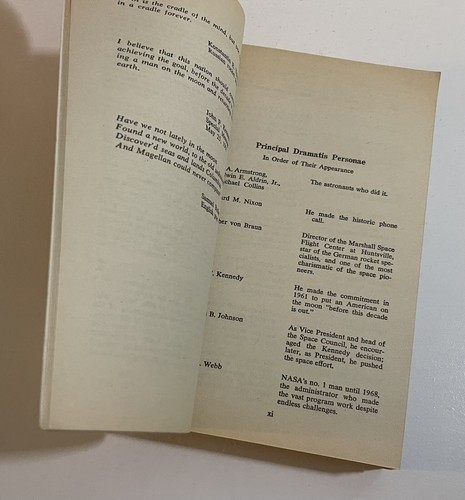 is the cradle of the mind, but
in a cradle forever.
I believe that this nation should
achieving the goal, before the
ing a man on the moon and
earth.
John F.
Special
May 25,
Have we not lately in the moon
Found a new world, to the old
Discover'd seas and lands
And Magellan could never
Samuel
English
Principal Dramatis Personae
In Order of Their Appearance
A. Armstrong,
E. Aldrin, Jr.,
Collins
The astronauts who did it.
M. Nixon
He made the historic phone
call.
von Braun
Director of the Marshall Space
Flight Center at Huntsville,
star of the German rocket spe-
cialists, and one of the most
charismatic of the space pio-
neers.
Kennedy
He made the commitment in
1961 to put an American on
the moon "before this decade
is out."
B. Johnson
As Vice President and head of
the Space Council, he encour-
aged the Kennedy decision;
later, as President, he pushed
the space effort.
Webb
NASA's no. 1 man until 1968,
the administrator who made
the vast program work despite
endless challenges.
xi